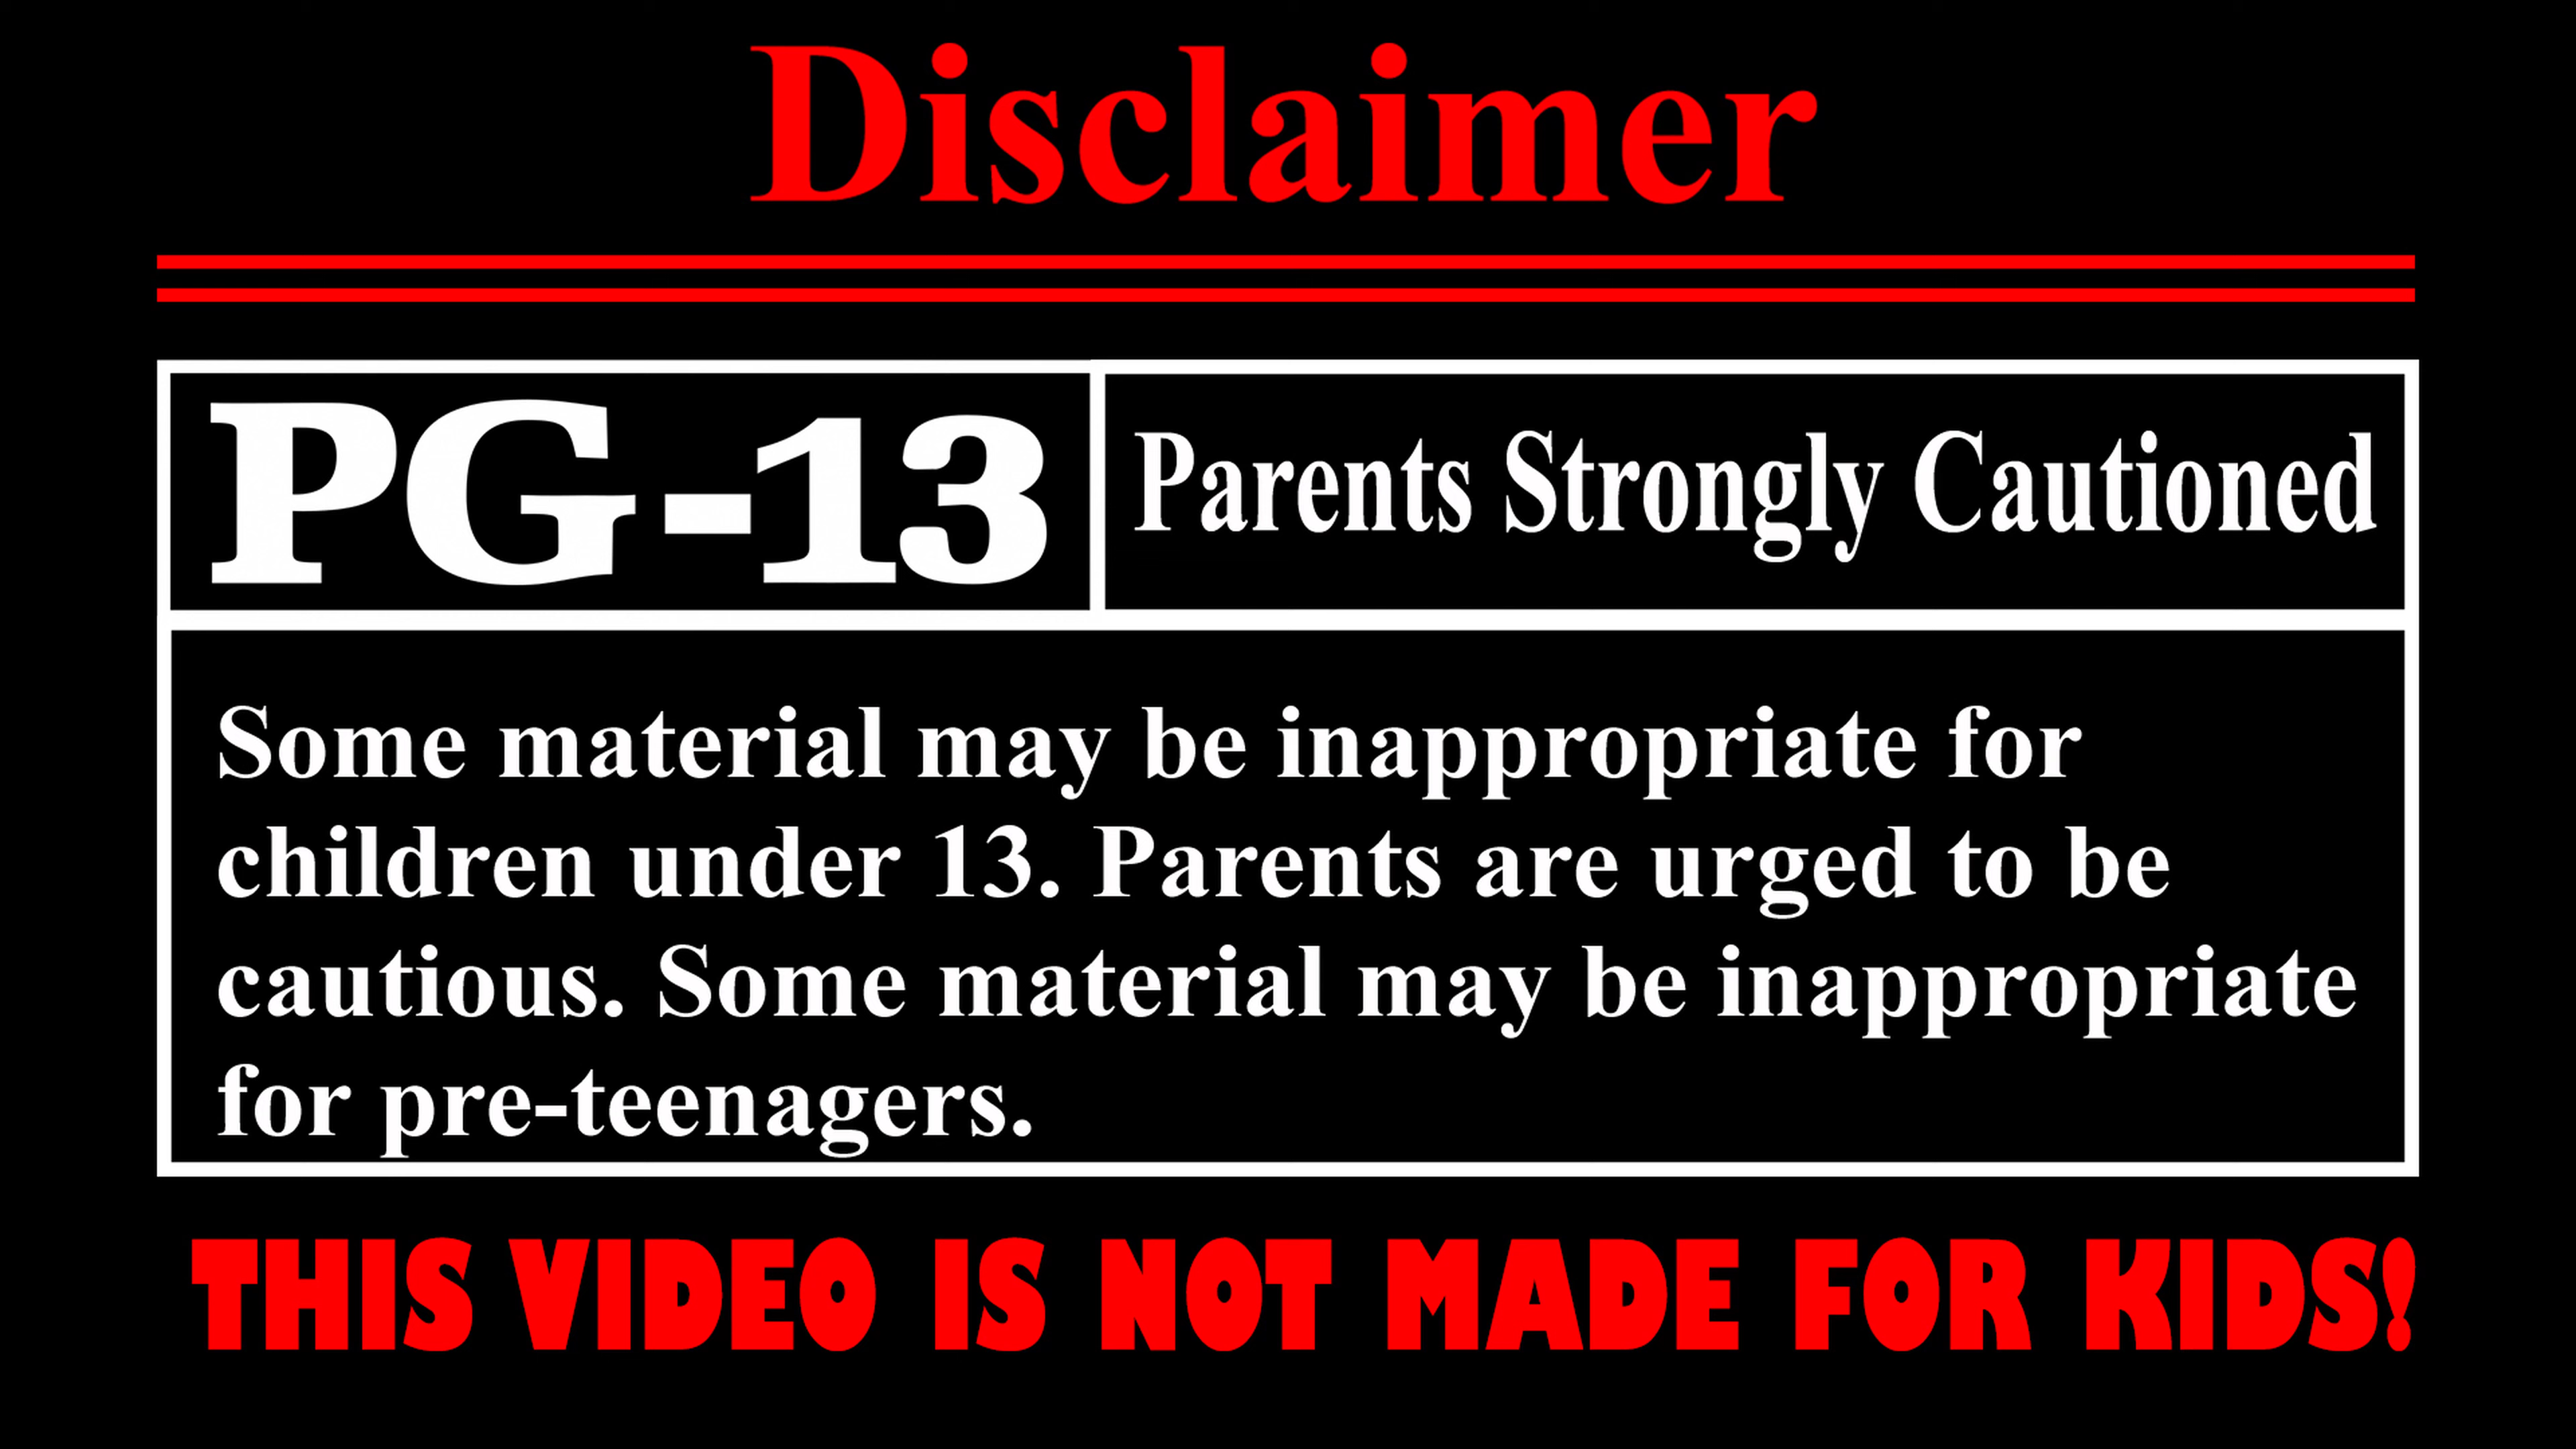 Disclaimer
PG-13
Parents Strongly Cautioned
Some material may be inappropriate for
children under 13. Parents are urged to be
cautious. Some material may be inappropriate
for pre-teenagers.
THIS VIDEO IS NOT MADE FOR KIDS!